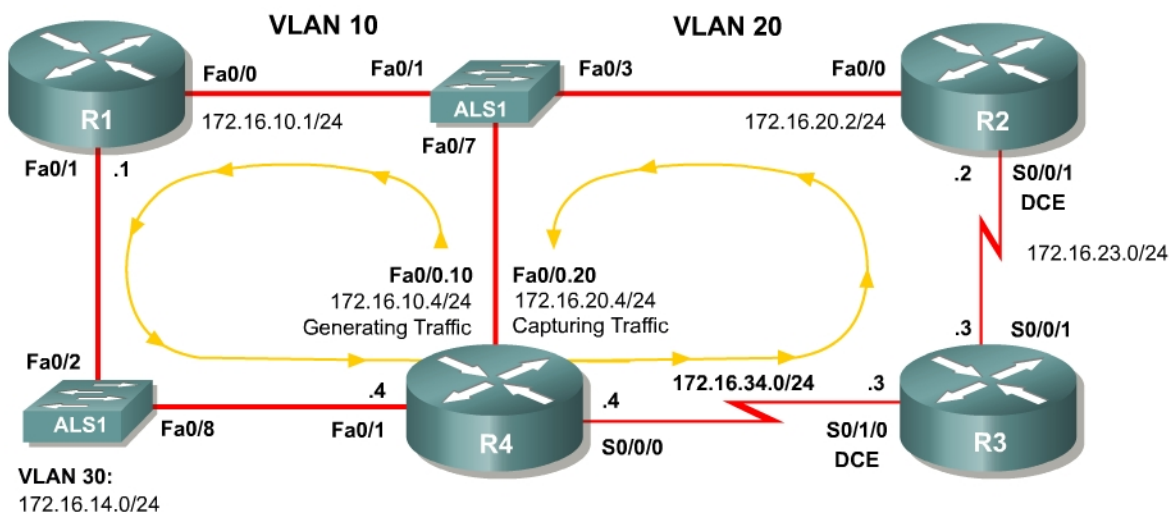 VLAN 10
VLAN 20
Fa0/0
Fa0/1
Fa0/3
Fa0/0
ALS1
R1
172.16.10.1/24
172.16.20.2/24
R2
Fa0/7
Fa0/1
.1
.2
S0/0/1
DCE
172.16.23.0/24
Fa0/0.10
172.16.10.4/24
Generating Traffic
Fa0/0.20
172.16.20.4/24
Capturing Traffic
.3
S0/0/1
Fa0/2
ALS1
Fa0/8
.4
Fa0/1
R4
172.16.34.0/24
.4
S0/0/0
.3
S0/1/0
DCE
R3
VLAN 30:
172.16.14.0/24